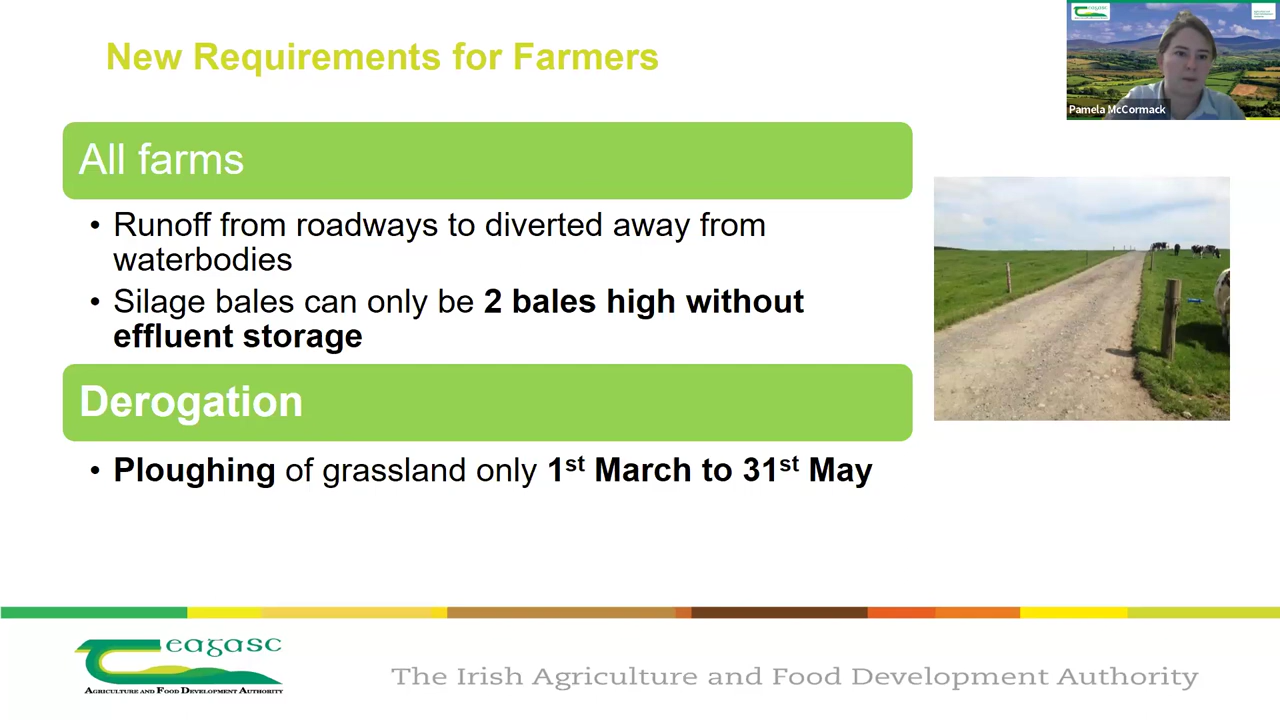 New Requirements for Farmers
eagasc
Pamela McCormack
All farms
• Runoff from roadways to diverted away from
waterbodies
• Silage bales can only be 2 bales high without
effluent storage
Derogation
• Ploughing of grassland only 1st March to 31st May
eagasc
AGRICULTURE AND FOOD DEVELOPMENT AUTHORITY
The Irish Agriculture and Food Development Authority